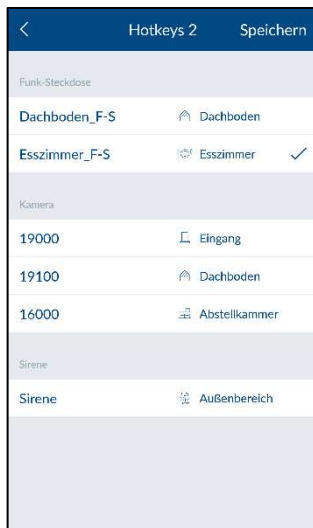 Hotkeys 2 Speichern
Funk-Steckdose
Dachboden_F-S Dachboden
Esszimmer_F-S Esszimmer
Kamera
19000 Eingang
19100 Dachboden
16000 Abstellkammer
Sirene
Sirene Außenbereich